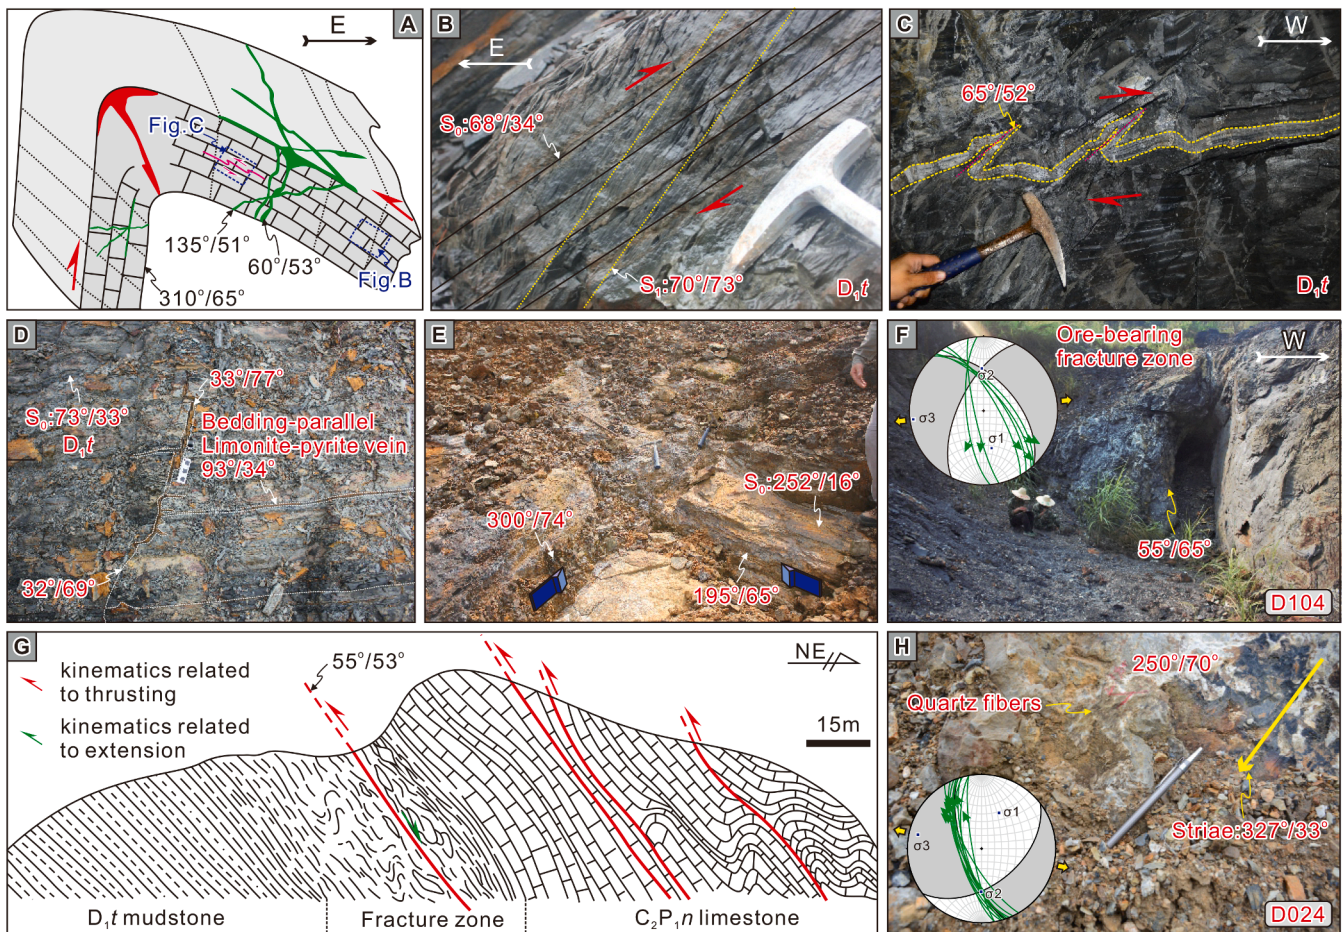 A
E
Fig.C
135°/51°
60°/53°
Fig.B
310°/65°
B
E
S₀:68°/34°
S₁:70°/73°
D₁t
C
W
65°/52°
D₁t
D
33°/77°
S₀:73°/33°
D₁t
Bedding-parallel
Limonite-pyrite vein
93°/34°
32°/69°
E
S₀:252°/16°
300°/74°
195°/65°
F
Ore-bearing
fracture zone
W
σ2
σ3
σ1
55°/65°
D104
G
kinematics related
to thrusting
kinematics related
to extension
55°/53°
NE
15m
D₁t mudstone
Fracture zone
C₂P₁n limestone
H
250°/70°
Quartz fibers
σ1
σ3
σ2
Striae:327°/33°
D024